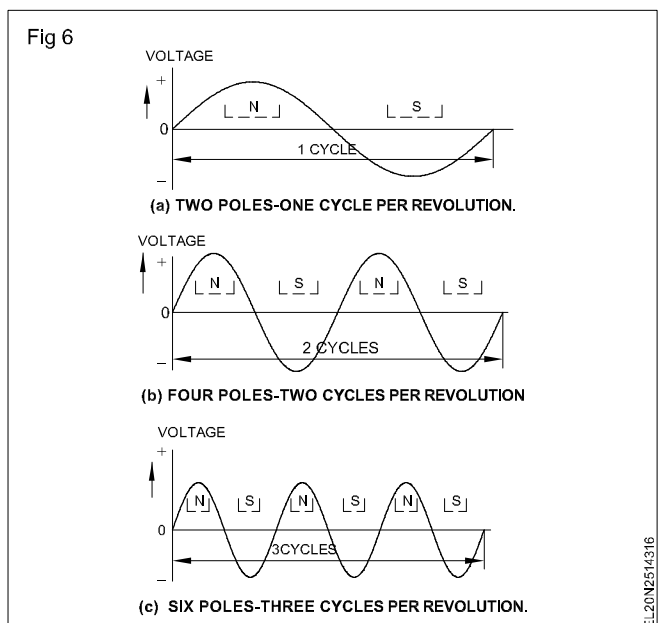 Fig 6
VOLTAGE
+
N
S
0
1 CYCLE
–
(a) TWO POLES-ONE CYCLE PER REVOLUTION.
VOLTAGE
+
N S N S
0
2 CYCLES
–
(b) FOUR POLES-TWO CYCLES PER REVOLUTION
VOLTAGE
+
N S N S N S
0
3CYCLES
–
(c) SIX POLES-THREE CYCLES PER REVOLUTION.
EL20N2514316